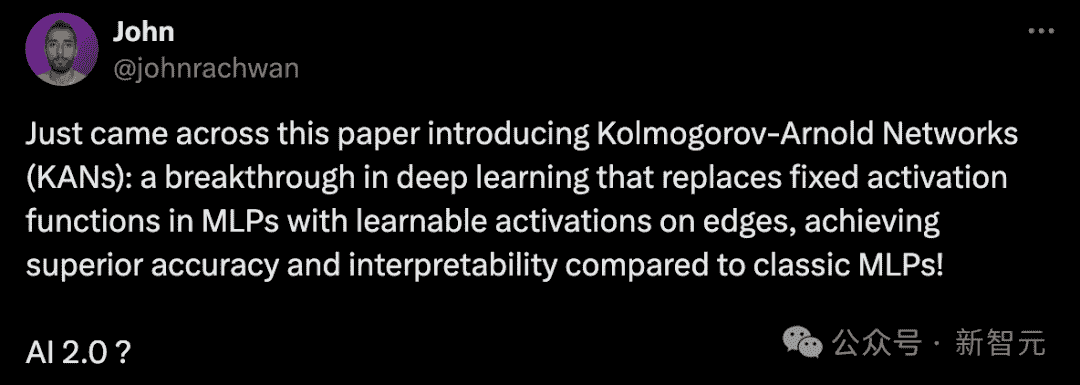 John
@johnrachwan
Just came across this paper introducing Kolmogorov-Arnold Networks
(KANs): a breakthrough in deep learning that replaces fixed activation
functions in MLPs with learnable activations on edges, achieving
superior accuracy and interpretability compared to classic MLPs!
AI 2.0 ?
公众号 · 新智元